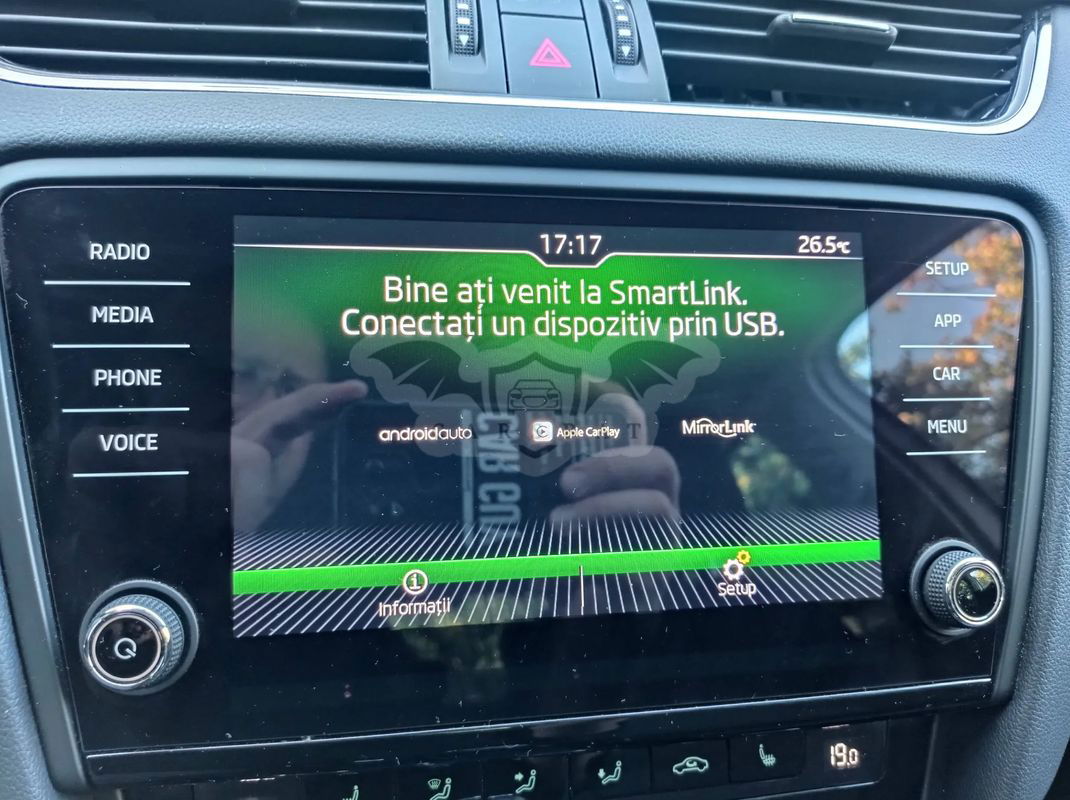 17:17
26.5°C
Bine ați venit la SmartLink.
Conectați un dispozitiv prin USB.
androidauto
Apple CarPlay
MirrorLink
Informații
Setup
RADIO
MEDIA
PHONE
VOICE
SETUP
APP
CAR
MENU
19.0